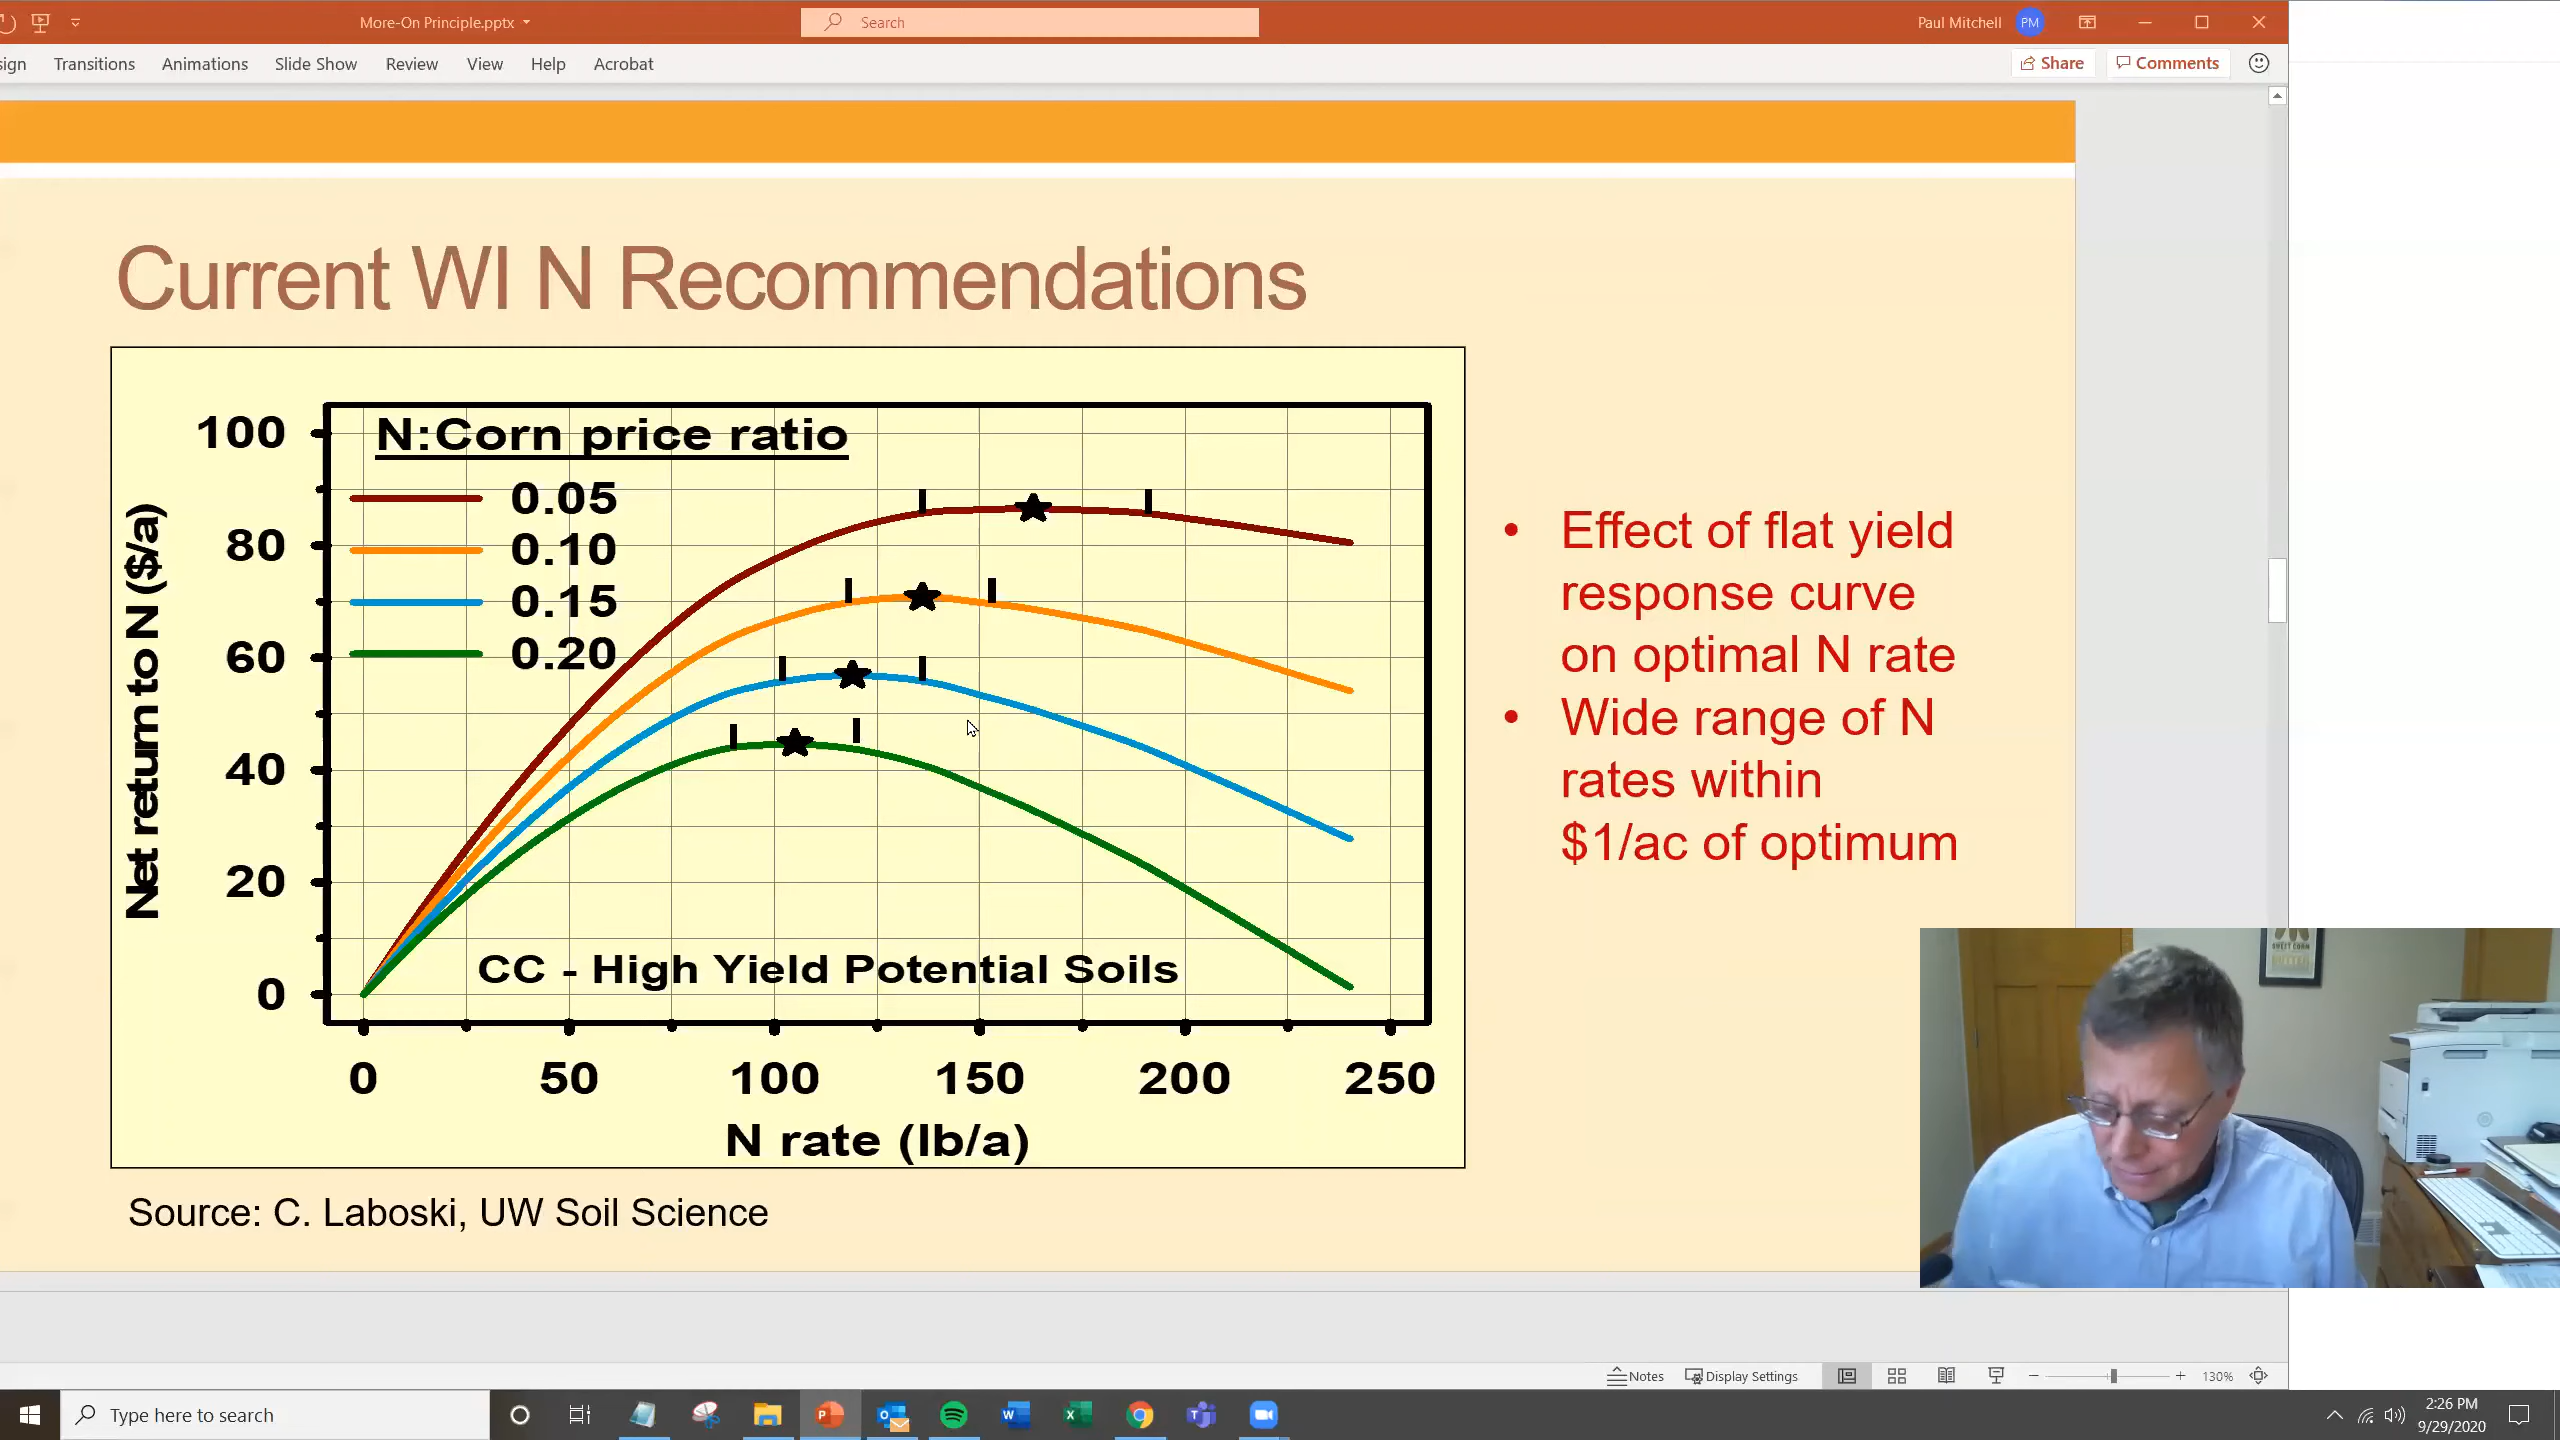 More-On Principle.pptx
Search
Paul Mitchell
PM
sign Transitions Animations Slide Show Review View Help Acrobat
Share
Comments
Current WI N Recommendations
N:Corn price ratio
0.05
0.10
0.15
0.20
100
80
60
40
20
0
Net return to N ($/a)
CC - High Yield Potential Soils
0 50 100 150 200 250
N rate (lb/a)
• Effect of flat yield
response curve
on optimal N rate
• Wide range of N
rates within
$1/ac of optimum
Source: C. Laboski, UW Soil Science
Notes
Display Settings
130%
Type here to search
2:26 PM
9/29/2020